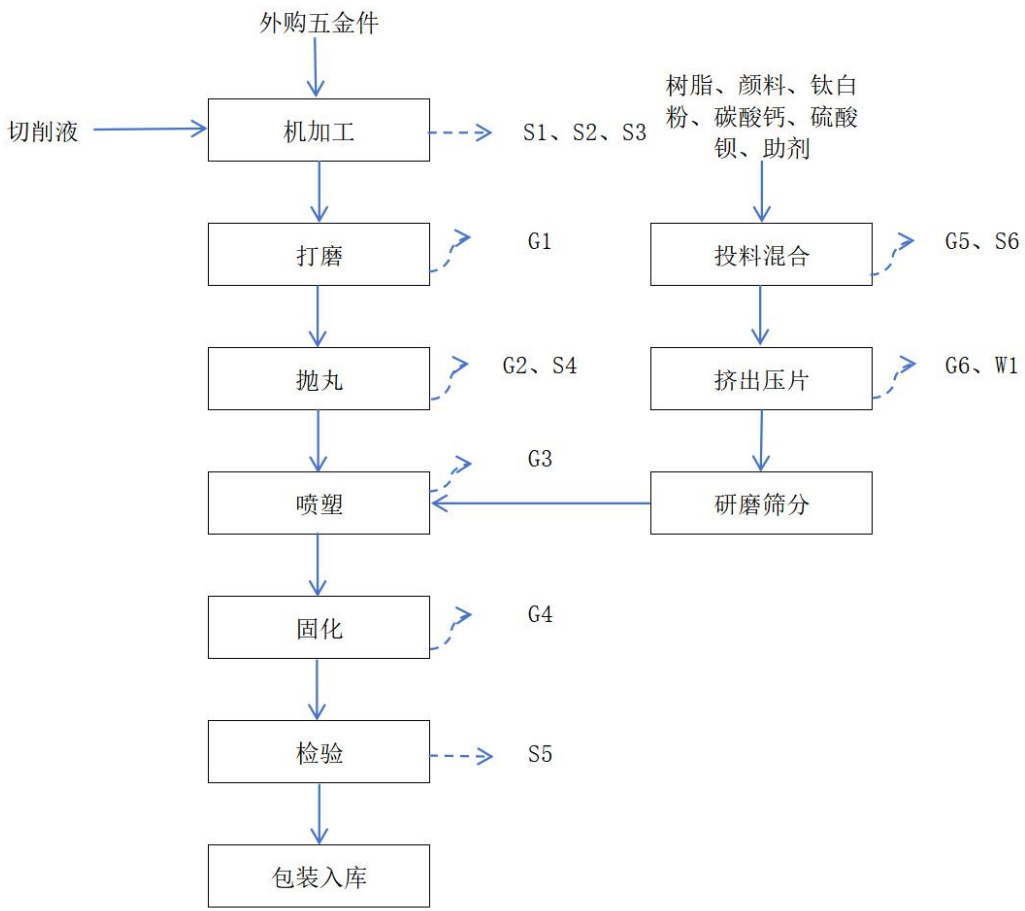 外购五金件
切削液
机加工
S1、S2、S3
树脂、颜料、钛白
粉、碳酸钙、硫酸
钡、助剂
打磨
G1
投料混合
G5、S6
抛丸
G2、S4
挤出压片
G6、W1
喷塑
G3
研磨筛分
固化
G4
检验
S5
包装入库